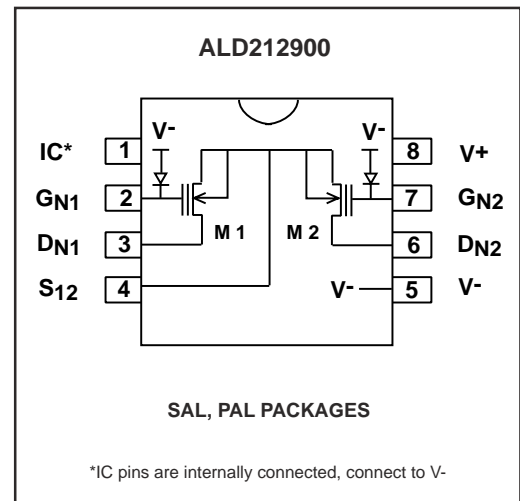 ALD212900
V- V-
IC* 1 8 V+
GN1 2 7 GN2
DN1 3 M 1 M 2 6 DN2
S12 4 V- 5 V-
SAL, PAL PACKAGES
*IC pins are internally connected, connect to V-